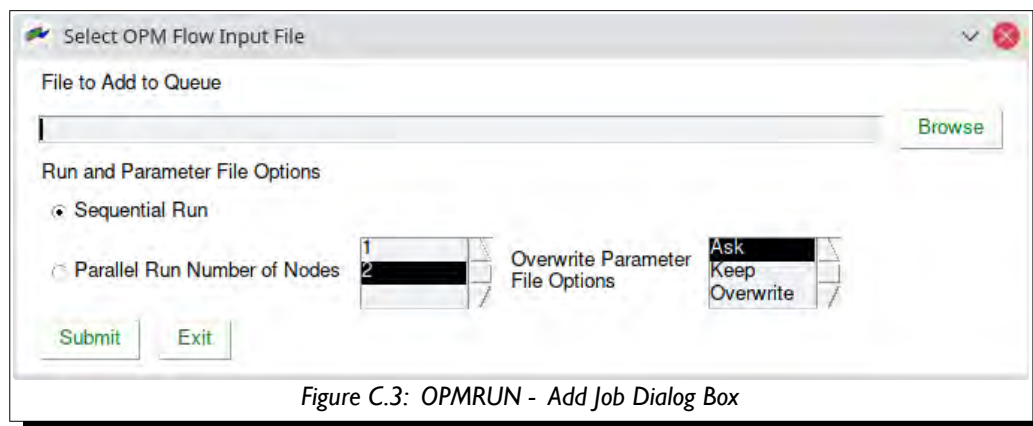 Select OPM Flow Input File
File to Add to Queue
Browse
Run and Parameter File Options
Sequential Run
Parallel Run Number of Nodes
1
2
Overwrite Parameter
File Options
Ask
Keep
Overwrite
Submit
Exit
Figure C.3: OPMRUN - Add Job Dialog Box